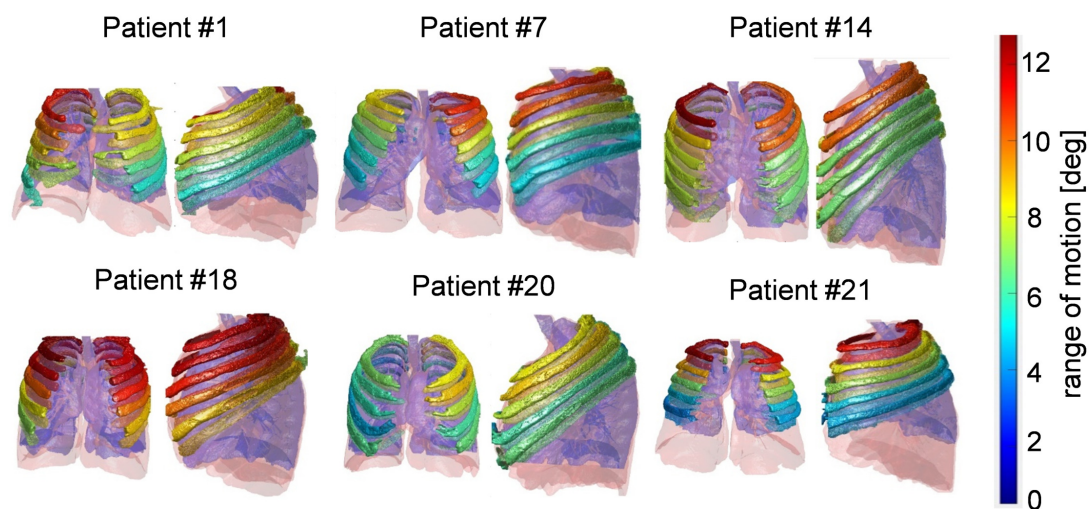 Patient #1
Patient #7
Patient #14
Patient #18
Patient #20
Patient #21
12
10
8
6
4
2
0
range of motion [deg]